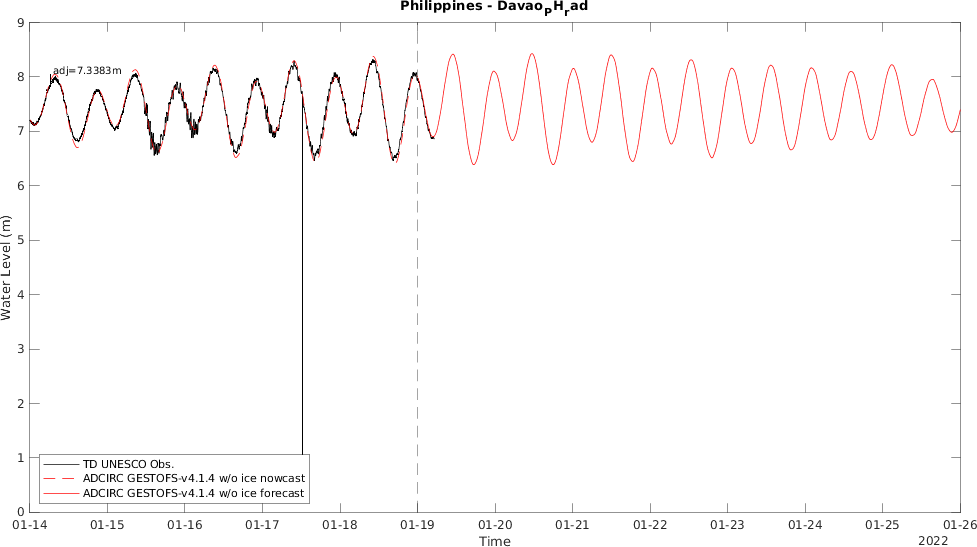 Philippines - Davao_PH_rad
9
8
7
6
5
4
3
2
1
0
Water Level (m)
adj=7.3383m
TD UNESCO Obs.
ADCIRC GESTOFS-v4.1.4 w/o ice nowcast
ADCIRC GESTOFS-v4.1.4 w/o ice forecast
01-14 01-15 01-16 01-17 01-18 01-19 01-20 01-21 01-22 01-23 01-24 01-25 01-26
Time
2022